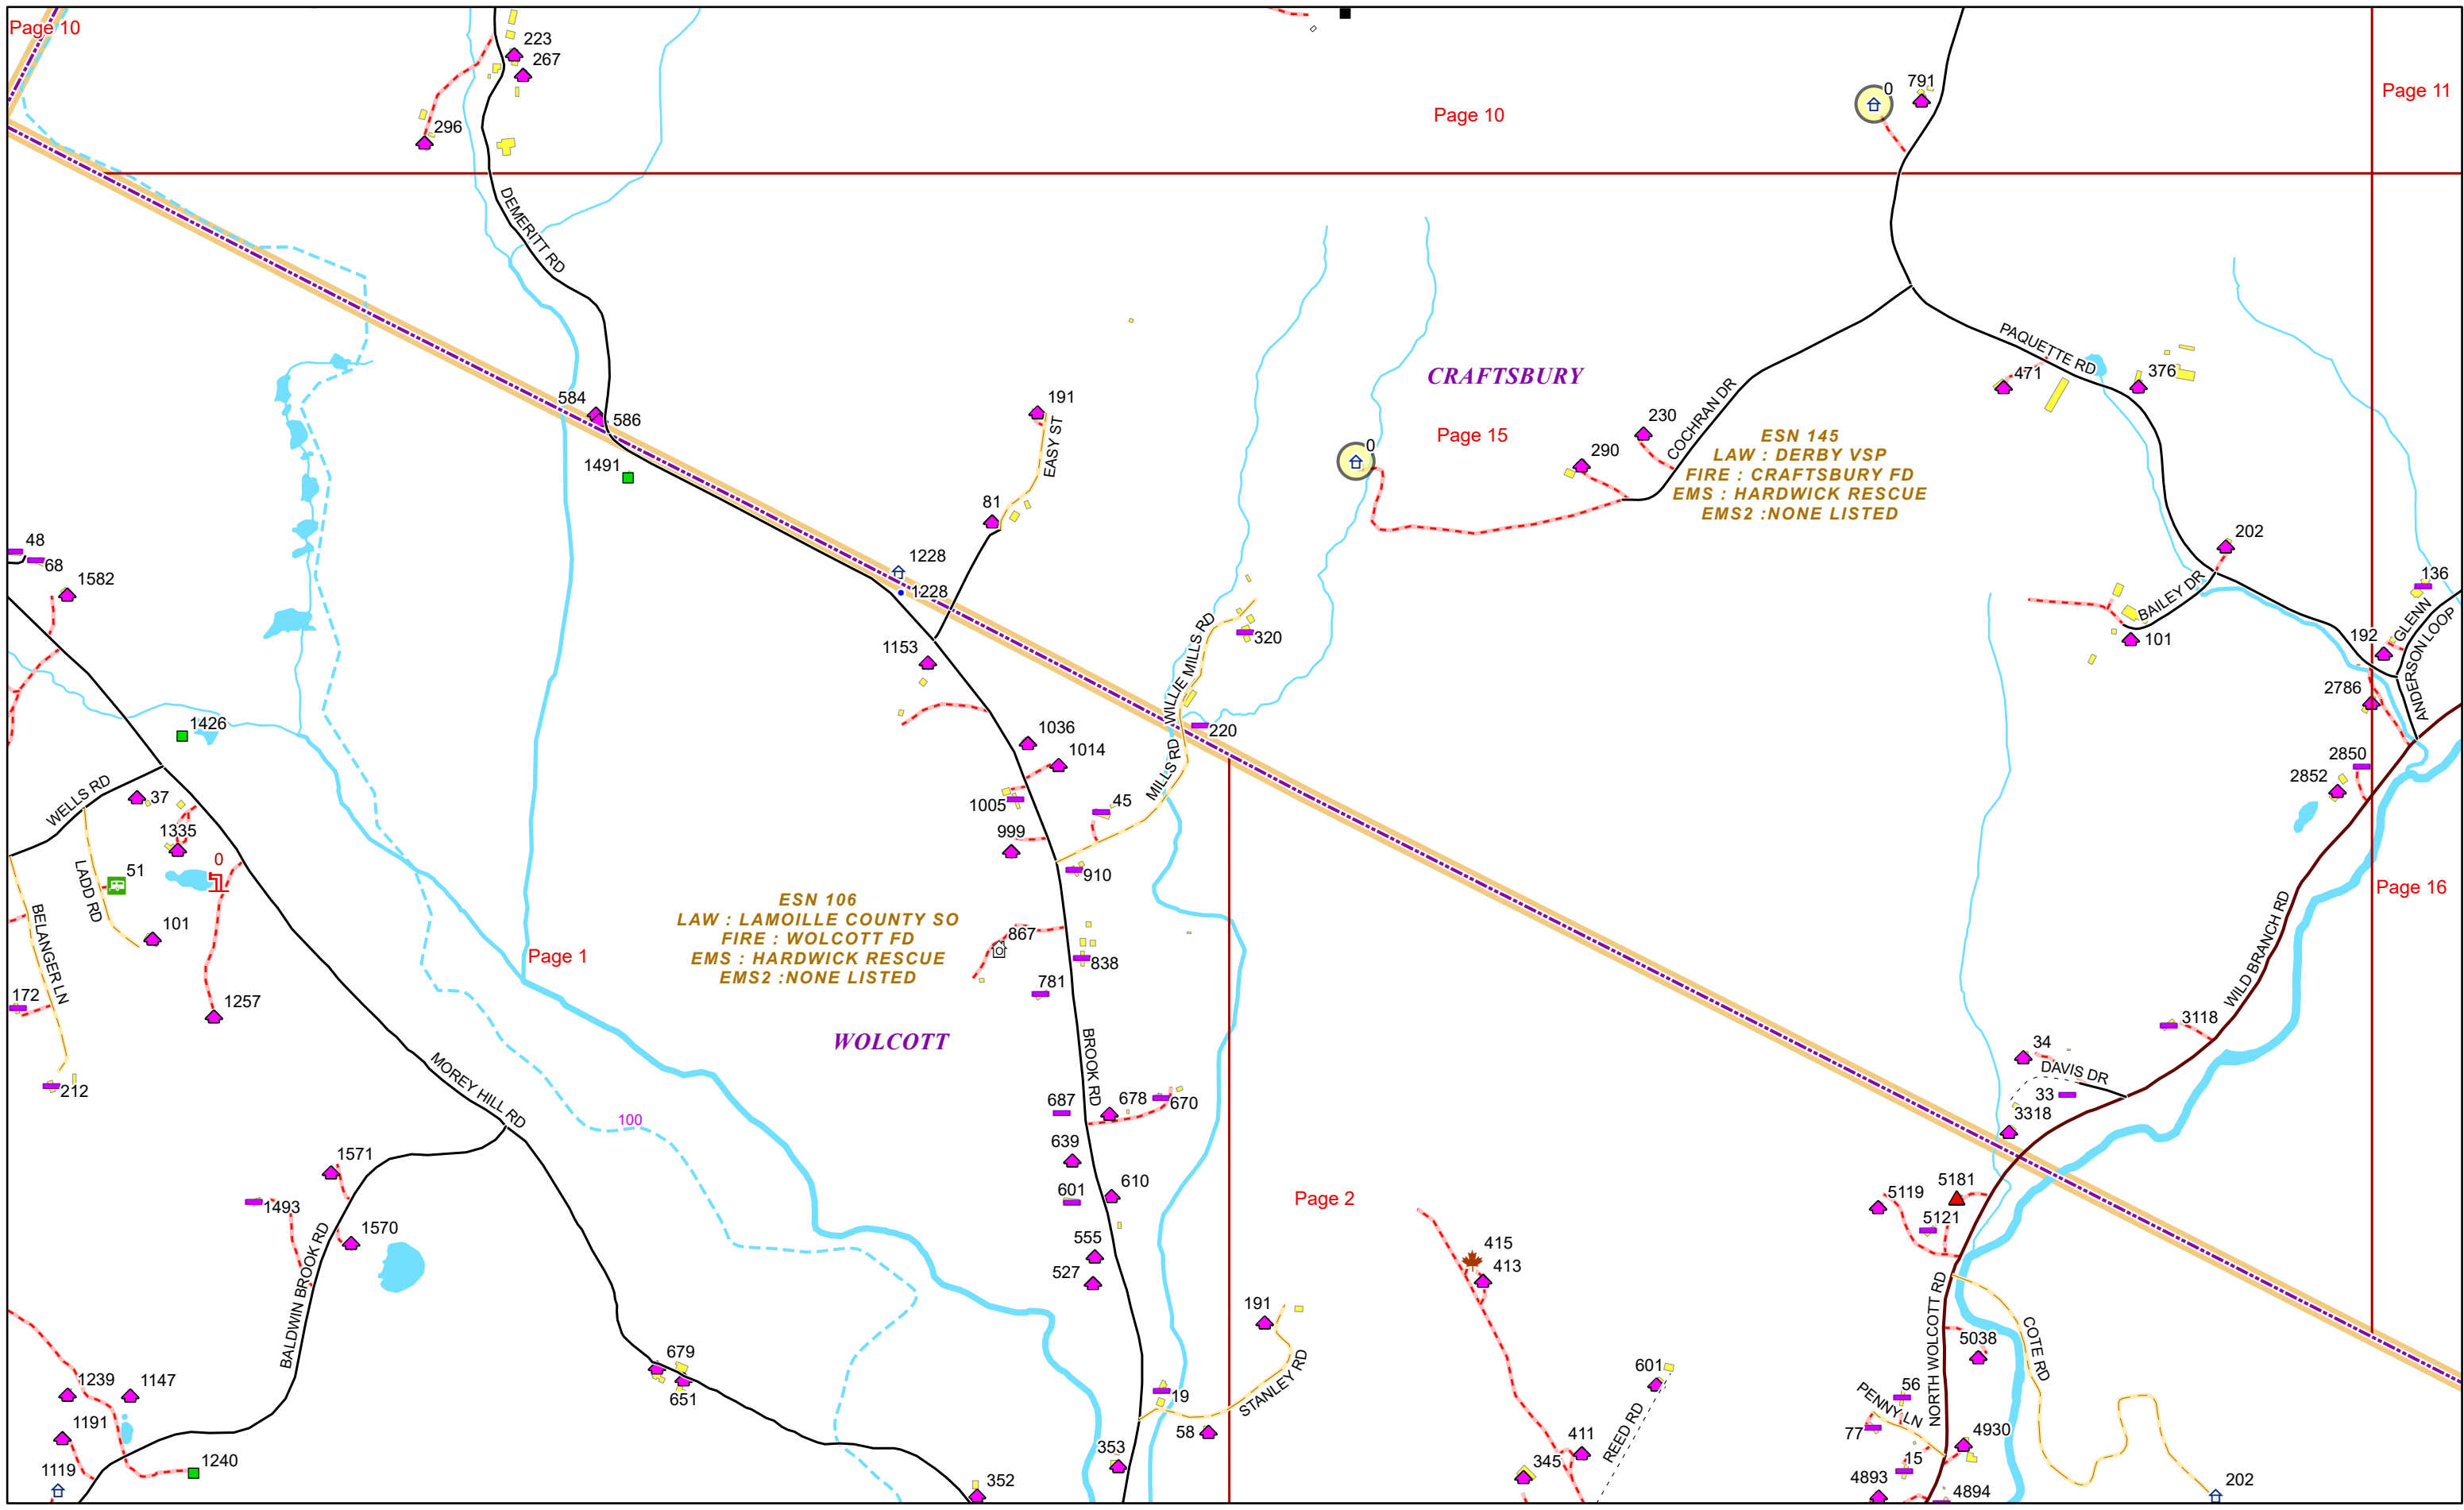 Page 10
223
267
296
Page 10
0
791
Page 11
DEMERITT RD
CRAFTSBURY
Page 15
584
586
1491
191
EASY ST
81
0
290
230
COCHRAN DR
ESN 145
LAW : DERBY VSP
FIRE : CRAFTSBURY FD
EMS : HARDWICK RESCUE
EMS2 :NONE LISTED
PAQUETTE RD
471
376
202
136
BAILEY DR
101
192
GLENN
ANDERSON LOOP
2786
2850
2852
48
68
1582
1228
1228
1153
WILLIE MILLS RD
320
220
1426
1036
1014
1005
999
45
MILLS RD
910
WELLS RD
37
1335
0
LADD RD
51
101
BELANGER LN
172
1257
212
ESN 106
LAW : LAMOILLE COUNTY SO
FIRE : WOLCOTT FD
EMS : HARDWICK RESCUE
EMS2 :NONE LISTED
Page 1
WOLCOTT
867
838
781
BROOK RD
Page 16
WILD BRANCH RD
3118
34
DAVIS DR
33
3318
MOREY HILL RD
100
687
678
670
639
601
610
555
527
Page 2
1571
1493
1570
BALDWIN BROOK RD
5119
5181
5121
415
413
191
STANLEY RD
19
58
353
679
651
352
1239
1147
1191
1119
1240
601
REED RD
411
345
NORTH WOLCOTT RD
5038
COTE RD
56
PENNY LN
77
15
4930
4893
4894
202